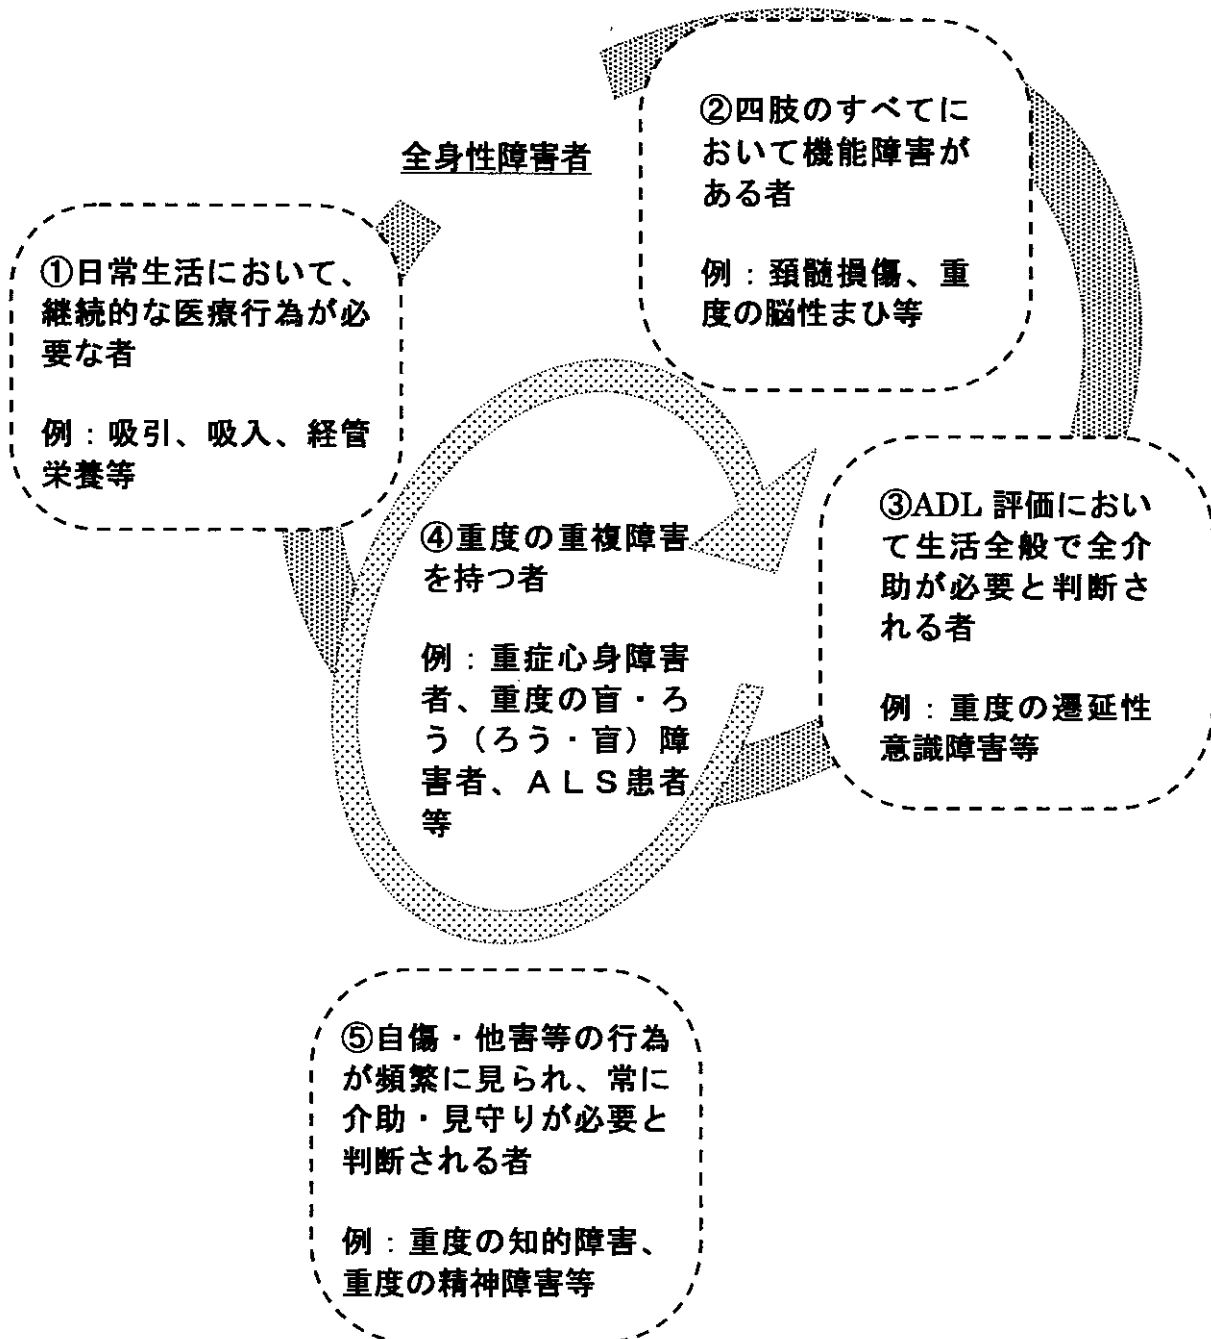 全身性障害者
①日常生活において、
継続的な医療行為が必
要な者
例：吸引、吸入、経管
栄養等
②四肢のすべてに
おいて機能障害が
ある者
例：頚髄損傷、重
度の脳性まひ等
③ADL 評価におい
て生活全般で全介
助が必要と判断さ
れる者
例：重度の遷延性
意識障害等
④重度の重複障害
を持つ者
例：重症心身障害
者、重度の盲・ろ
う（ろう・盲）障
害者、ＡＬＳ患者
等
⑤自傷・他害等の行為
が頻繁に見られ、常に
介助・見守りが必要と
判断される者
例：重度の知的障害、
重度の精神障害等